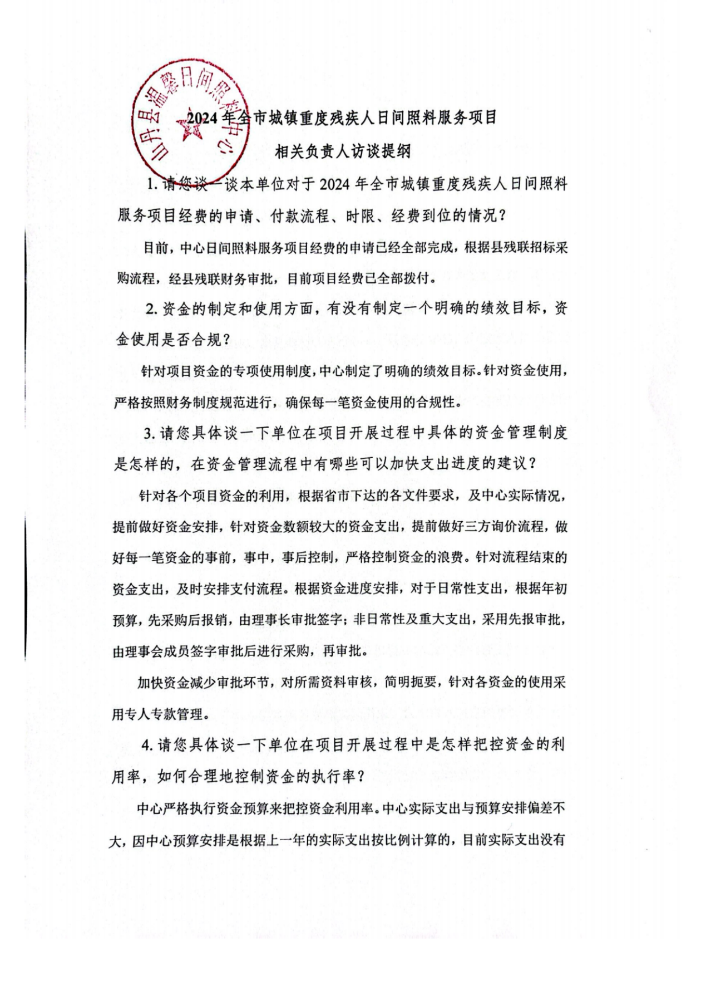 山丹县温馨日间照料中心
2024年全市城镇重度残疾人日间照料服务项目
相关负责人访谈提纲
1. 请您谈一谈本单位对于2024年全市城镇重度残疾人日间照料
服务项目经费的申请、付款流程、时限、经费到位的情况？
目前，中心日间照料服务项目经费的申请已经全部完成，根据县残联招标采
购流程，经县残联财务审批，目前项目经费已全部拨付。
2. 资金的制定和使用方面，有没有制定一个明确的绩效目标，资
金使用是否合规？
针对项目资金的专项使用制度，中心制定了明确的绩效目标。针对资金使用，
严格按照财务制度规范进行，确保每一笔资金使用的合规性。
3. 请您具体谈一下单位在项目开展过程中具体的资金管理制度
是怎样的，在资金管理流程中有哪些可以加快支出进度的建议？
针对各个项目资金的利用，根据省市下达的各文件要求，及中心实际情况，
提前做好资金安排，针对资金数额较大的资金支出，提前做好三方询价流程，做
好每一笔资金的事前，事中，事后控制，严格控制资金的浪费。针对流程结束的
资金支出，及时安排支付流程。根据资金进度安排，对于日常性支出，根据年初
预算，先采购后报销，由理事长审批签字；非日常性及重大支出，采用先报审批，
由理事会成员签字审批后进行采购，再审批。
加快资金减少审批环节，对所需资料审核，简明扼要，针对各资金的使用采
用专人专款管理。
4. 请您具体谈一下单位在项目开展过程中是怎样把控资金的利
用率，如何合理地控制资金的执行率？
中心严格执行资金预算来把控资金利用率。中心实际支出与预算安排偏差不
大，因中心预算安排是根据上一年的实际支出按比例计算的，目前实际支出没有